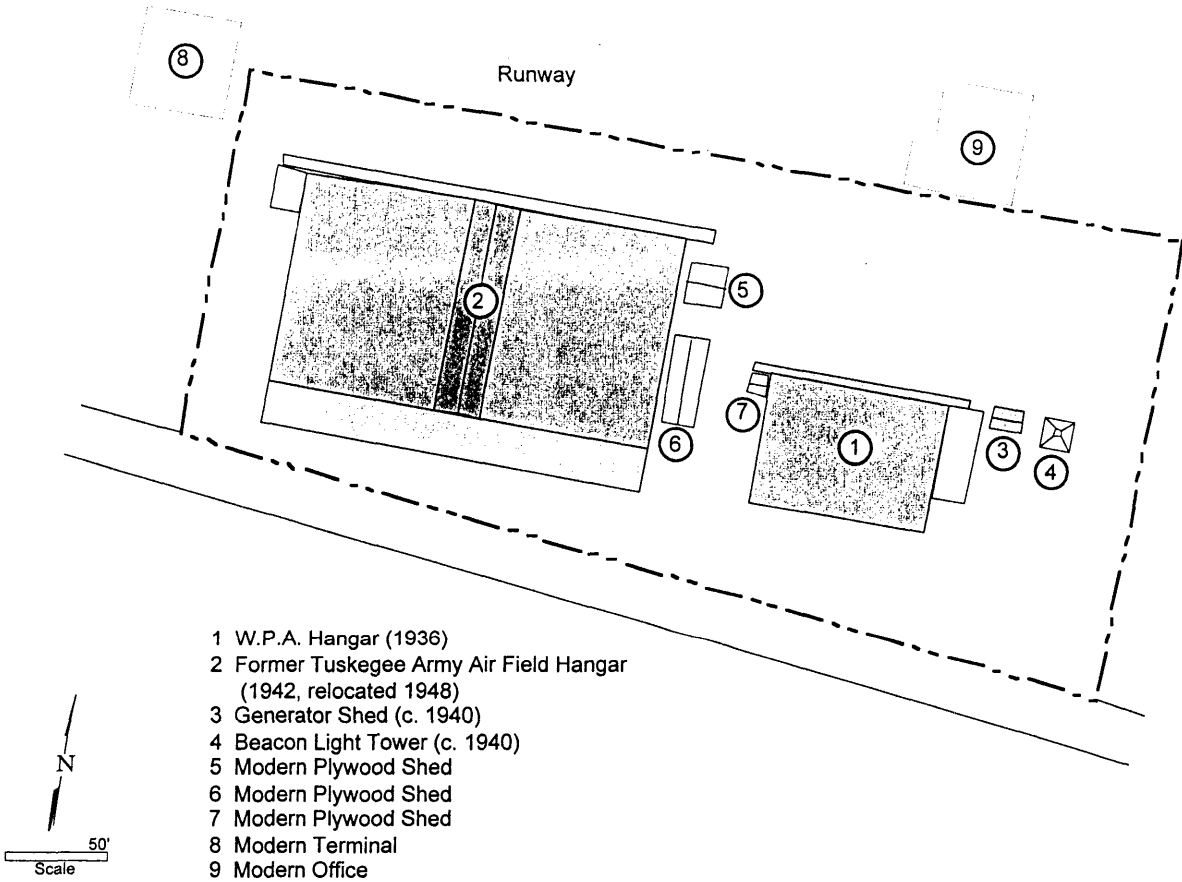 8
Runway
9
2
5
7
6
1
3
4
1 W.P.A. Hangar (1936)
2 Former Tuskegee Army Air Field Hangar
(1942, relocated 1948)
3 Generator Shed (c. 1940)
4 Beacon Light Tower (c. 1940)
5 Modern Plywood Shed
6 Modern Plywood Shed
7 Modern Plywood Shed
8 Modern Terminal
9 Modern Office
N
50'
Scale